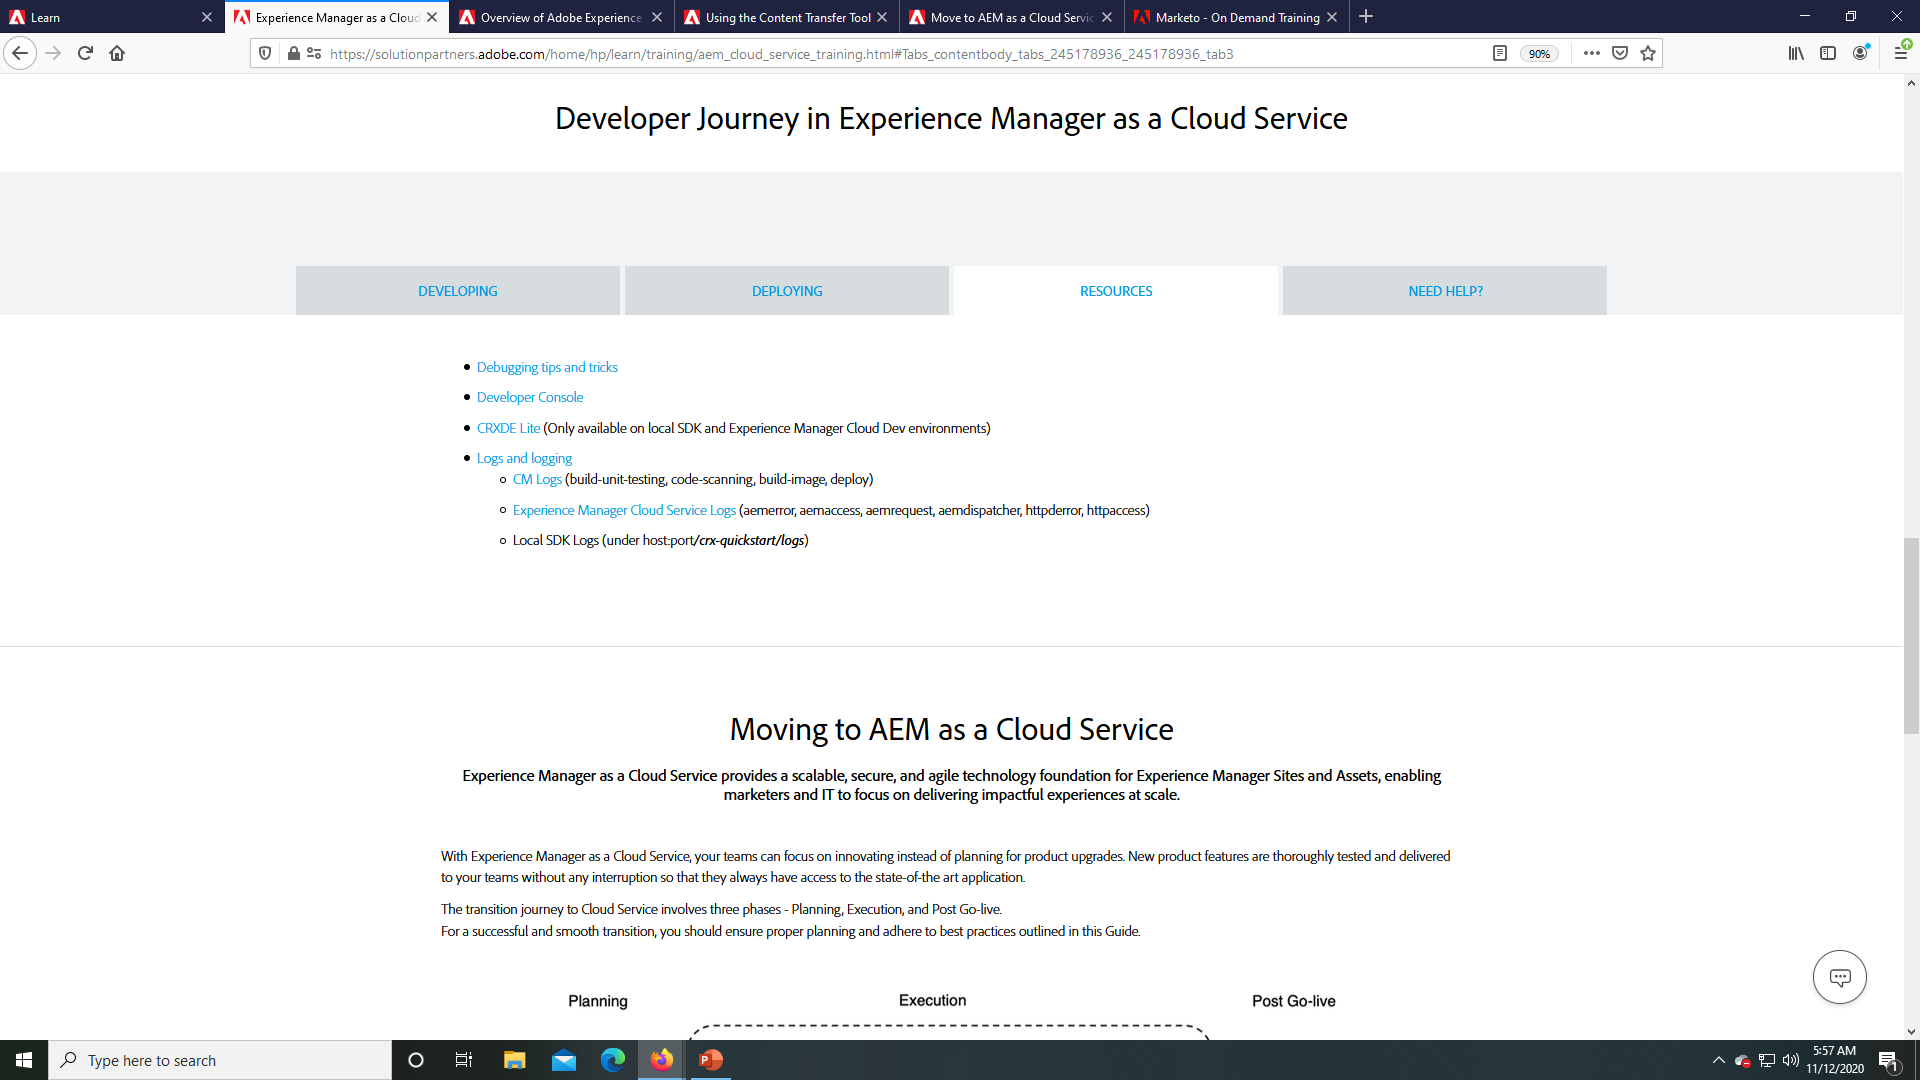 Learn
Experience Manager as a Cloud
Overview of Adobe Experience
Using the Content Transfer Tool
Move to AEM as a Cloud Servic
Marketo - On Demand Training
https://solutionpartners.adobe.com/home/hp/learn/training/aem_cloud_service_training.html#Tabs_contentbody_tabs_245178936_245178936_tab3
90%
Developer Journey in Experience Manager as a Cloud Service
DEVELOPING
DEPLOYING
RESOURCES
NEED HELP?
Debugging tips and tricks
Developer Console
CRXDE Lite (Only available on local SDK and Experience Manager Cloud Dev environments)
Logs and logging
CM Logs (build-unit-testing, code-scanning, build-image, deploy)
Experience Manager Cloud Service Logs (aemerror, aemaccess, aemrequest, aemdispatcher, httpderror, httpaccess)
Local SDK Logs (under host:port/crx-quickstart/logs)
Moving to AEM as a Cloud Service
Experience Manager as a Cloud Service provides a scalable, secure, and agile technology foundation for Experience Manager Sites and Assets, enabling
marketers and IT to focus on delivering impactful experiences at scale.
With Experience Manager as a Cloud Service, your teams can focus on innovating instead of planning for product upgrades. New product features are thoroughly tested and delivered
to your teams without any interruption so that they always have access to the state-of-the art application.
The transition journey to Cloud Service involves three phases - Planning, Execution, and Post Go-live.
For a successful and smooth transition, you should ensure proper planning and adhere to best practices outlined in this Guide.
Planning
Execution
Post Go-live
Type here to search
5:57 AM
11/12/2020
1